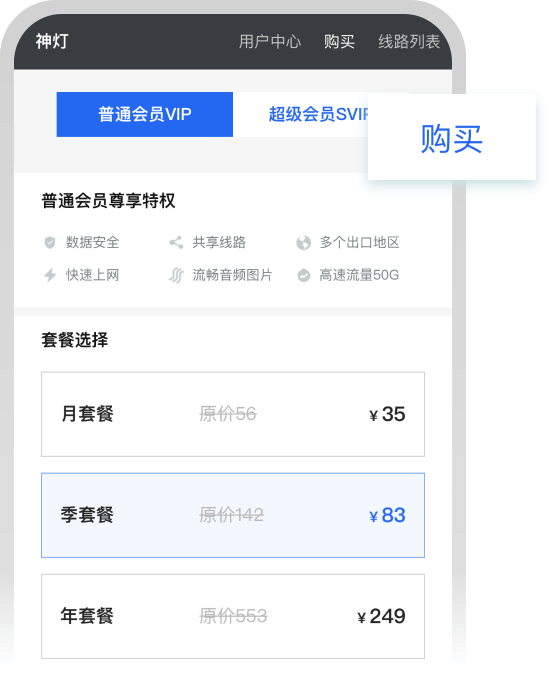 神灯 用户中心 购买 线路列表
普通会员VIP 超级会员SVIP
购买
普通会员尊享特权
数据安全 共享线路 多个出口地区
快速上网 流畅音频图片 高速流量50G
套餐选择
月套餐 原价56 ¥35
季套餐 原价142 ¥83
年套餐 原价553 ¥249